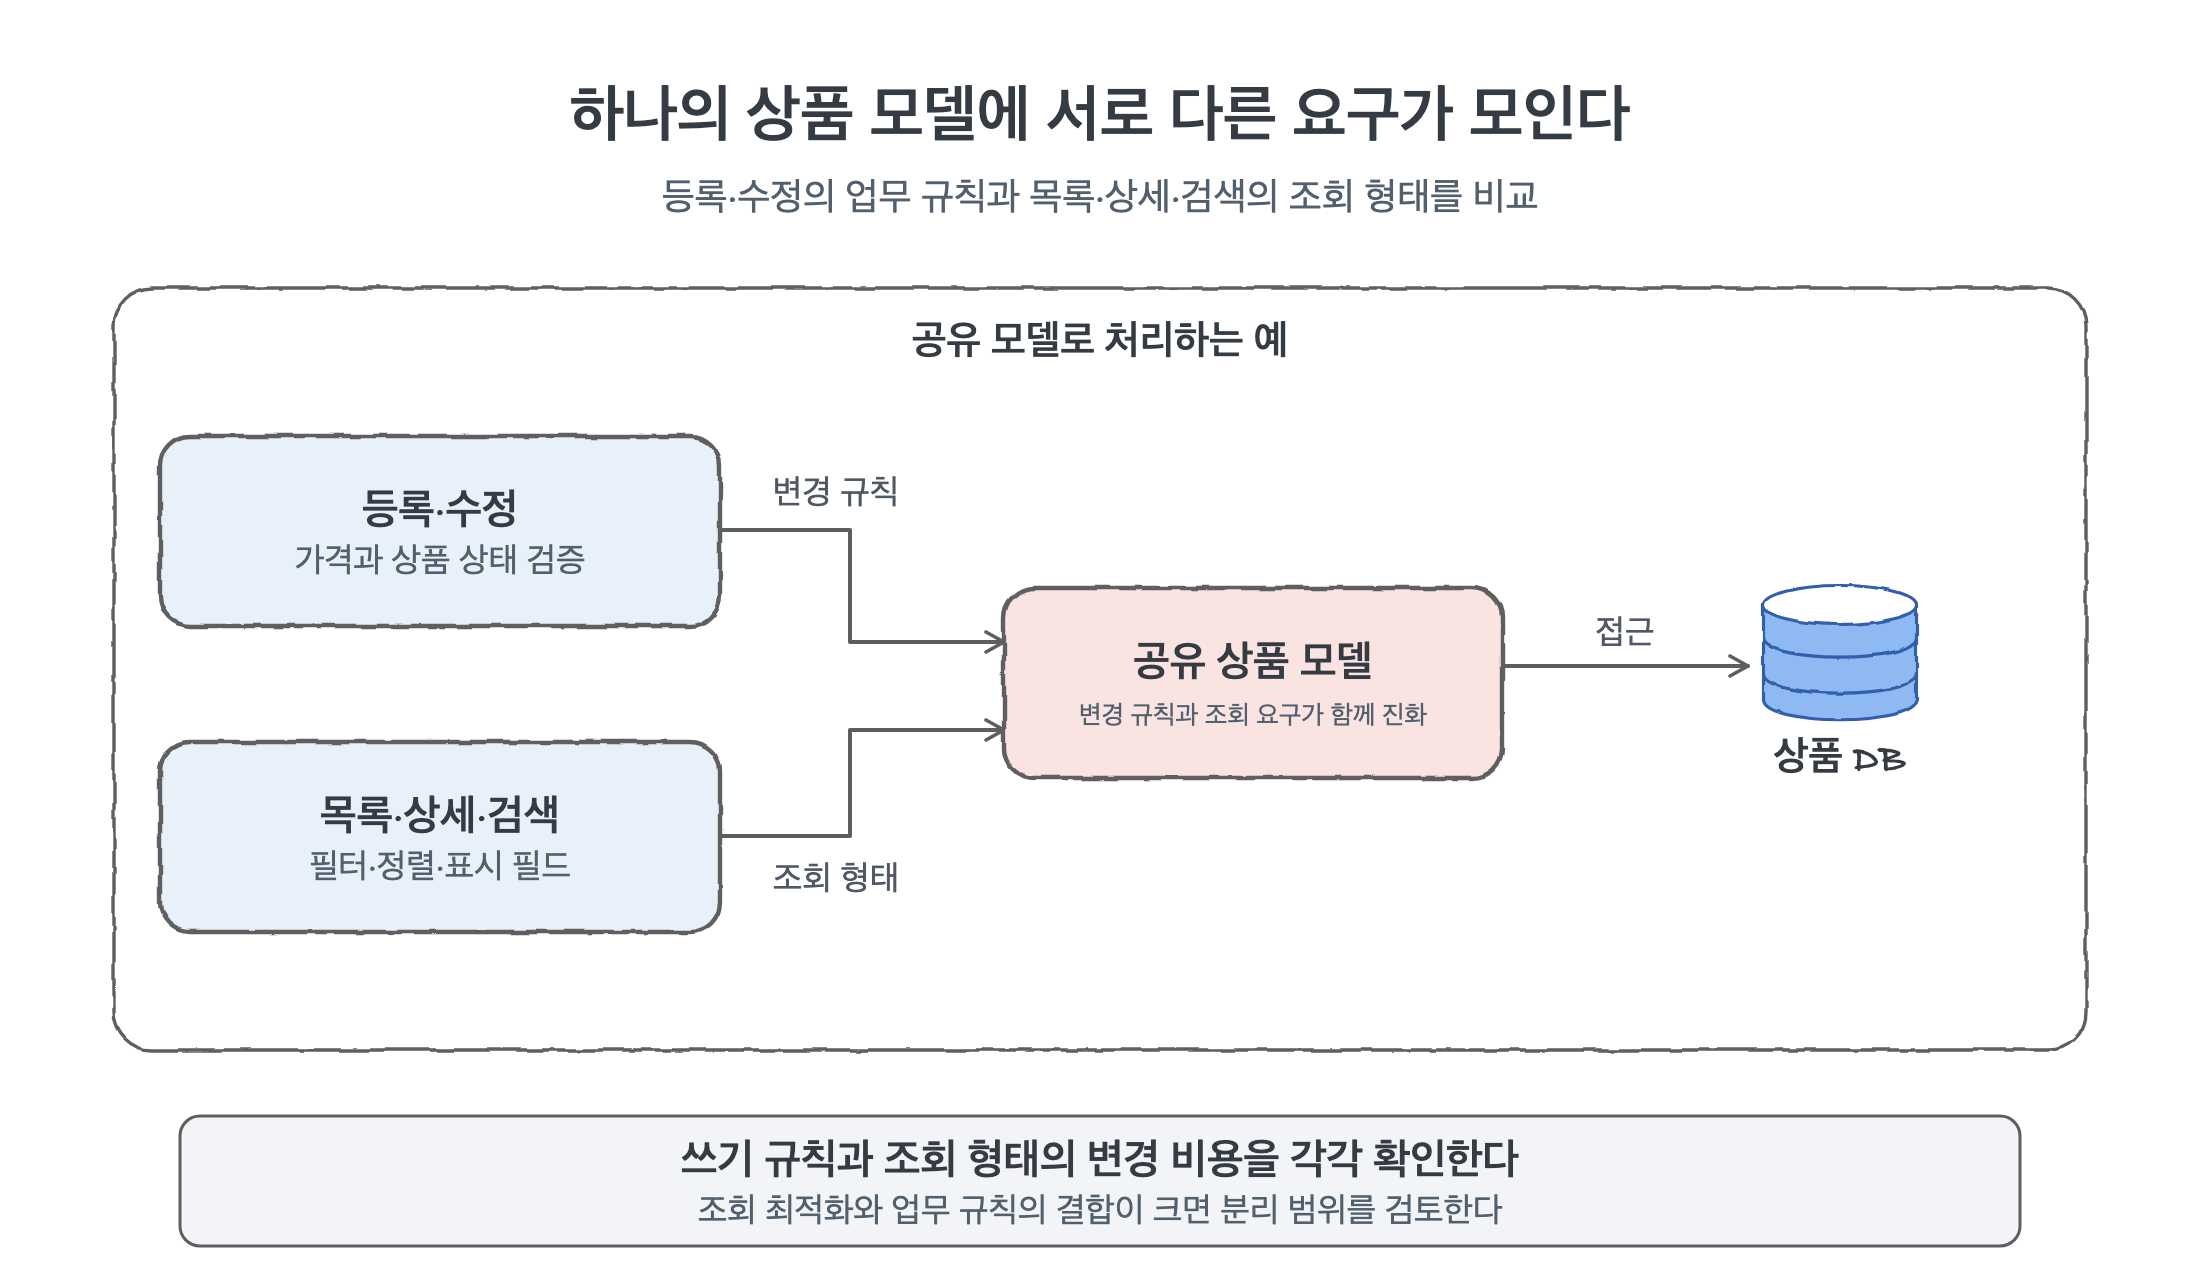 하나의 상품 모델에 서로 다른 요구가 모인다
등록·수정의 업무 규칙과 목록·상세·검색의 조회 형태를 비교
공유 모델로 처리하는 예
등록·수정
가격과 상품 상태 검증
변경 규칙
목록·상세·검색
필터·정렬·표시 필드
조회 형태
공유 상품 모델
변경 규칙과 조회 요구가 함께 진화
접근
상품 DB
쓰기 규칙과 조회 형태의 변경 비용을 각각 확인한다
조회 최적화와 업무 규칙의 결합이 크면 분리 범위를 검토한다